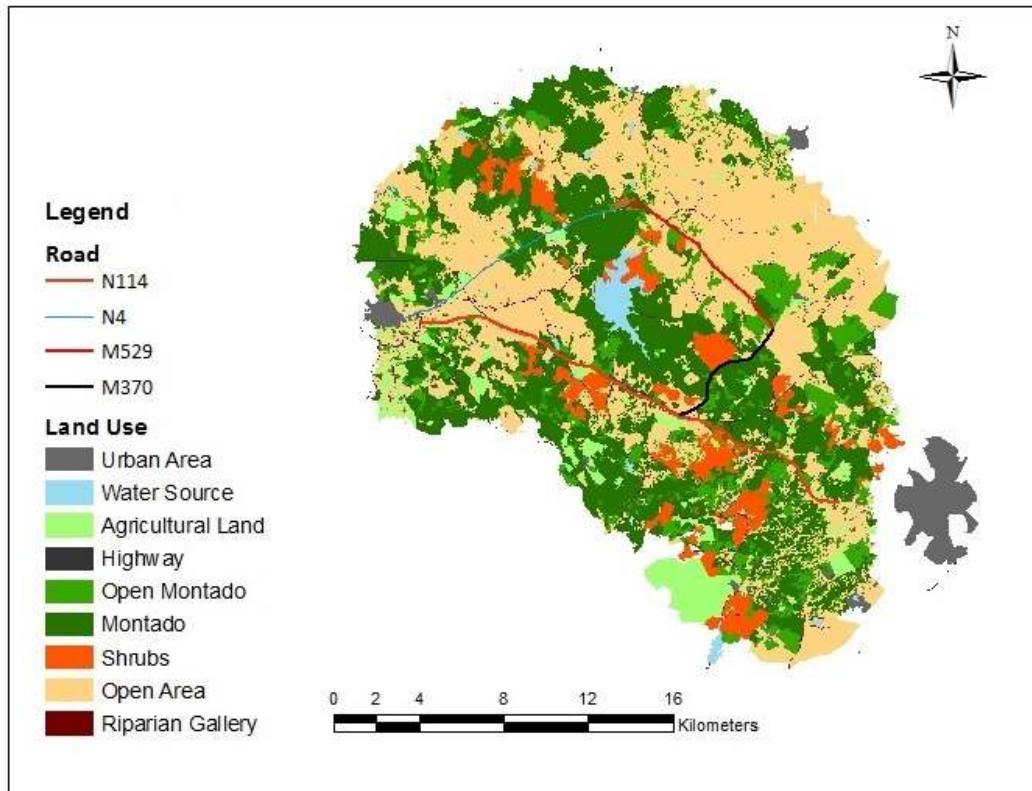 N
Legend
Road
N114
N4
M529
M370
Land Use
Urban Area
Water Source
Agricultural Land
Highway
Open Montado
Montado
Shrubs
Open Area
Riparian Gallery
0 2 4 8 12 16
Kilometers